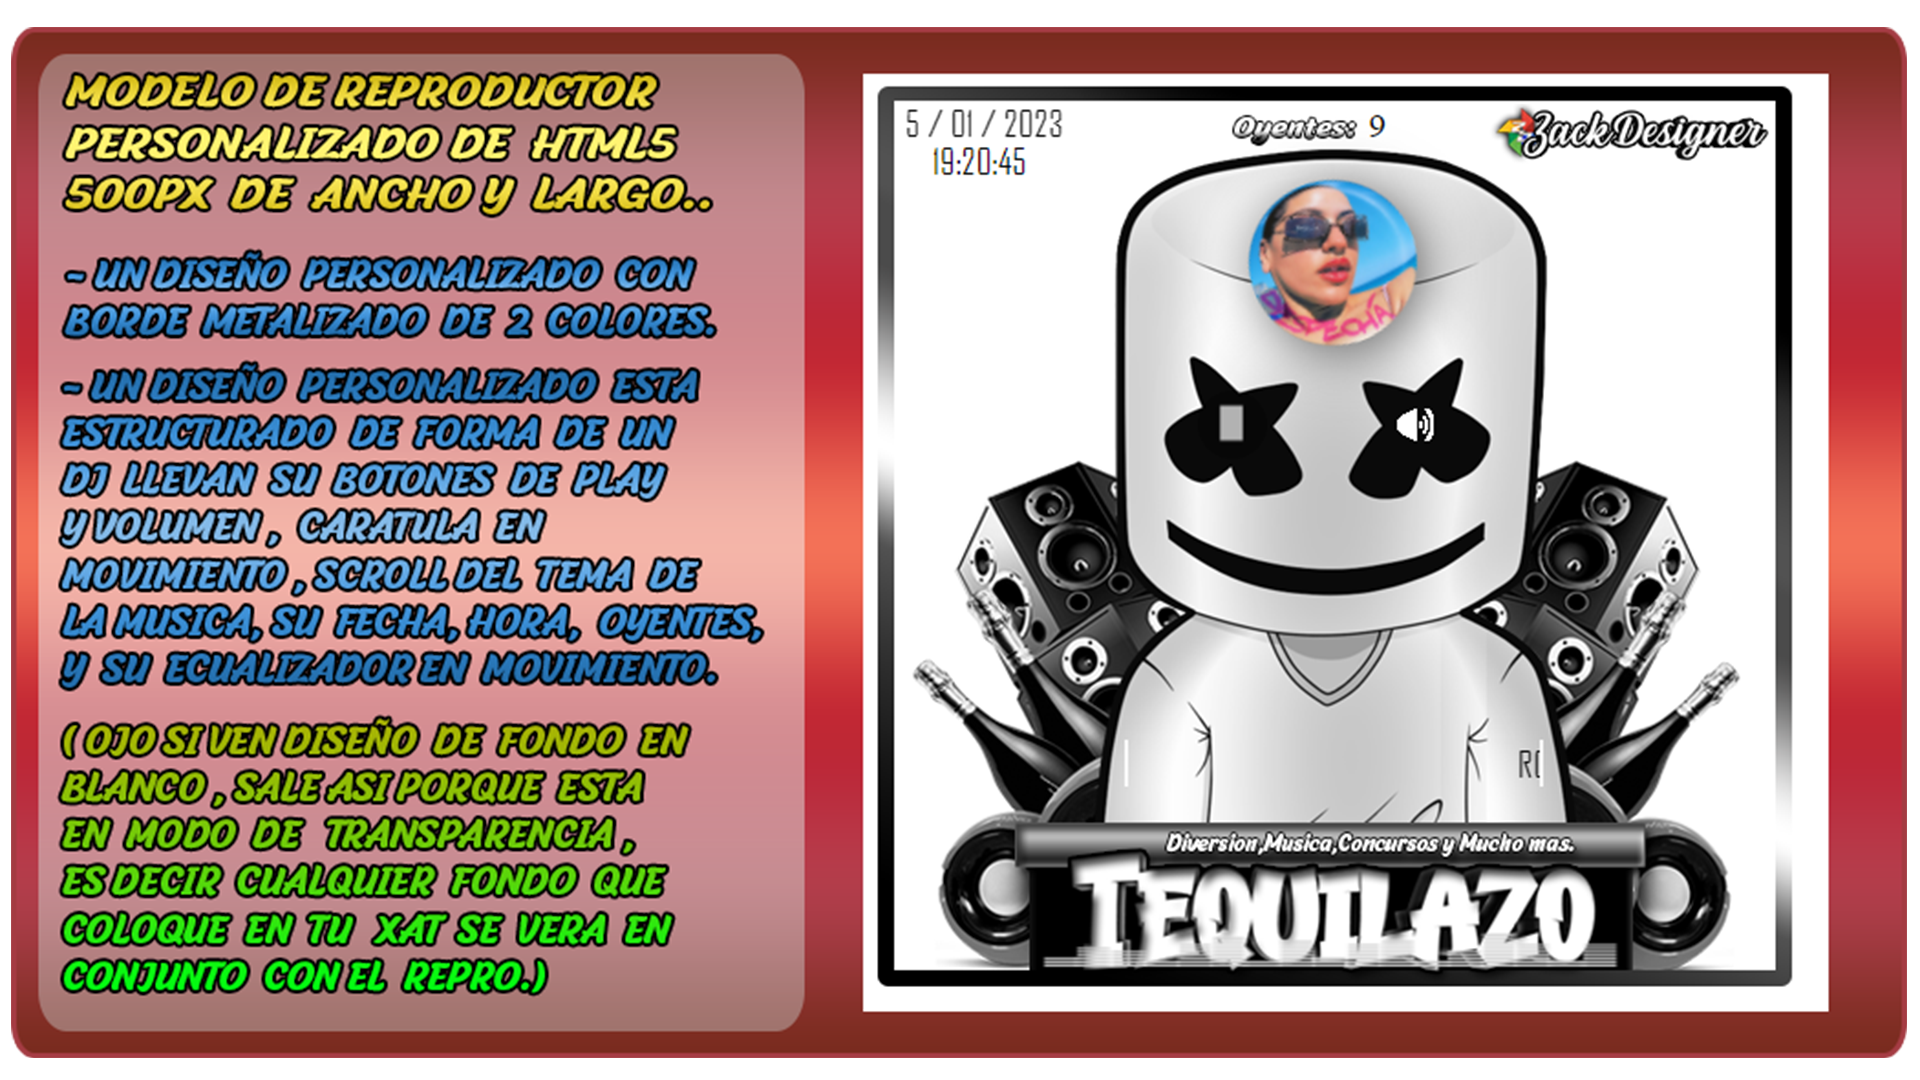 MODELO DE REPRODUCTOR
PERSONALIZADO DE HTML5
500PX DE ANCHO Y LARGO..
- UN DISEÑO PERSONALIZADO CON
BORDE METALIZADO DE 2 COLORES.
- UN DISEÑO PERSONALIZADO ESTA
ESTRUCTURADO DE FORMA DE UN
DJ LLEVAN SU BOTONES DE PLAY
Y VOLUMEN , CARATULA EN
MOVIMIENTO , SCROLL DEL TEMA DE
LA MUSICA, SU FECHA, HORA, OYENTES,
Y SU ECUALIZADOR EN MOVIMIENTO.
( OJO SI VEN DISEÑO DE FONDO EN
BLANCO , SALE ASI PORQUE ESTA
EN MODO DE TRANSPARENCIA ,
ES DECIR CUALQUIER FONDO QUE
COLOQUE EN TU XAT SE VERA EN
CONJUNTO CON EL REPRO.)
5 / 01 / 2023
19:20:45
Oyentes: 9
ZackDesigner
Diversion,Musica,Concursos y Mucho mas.
TEQUILAZO